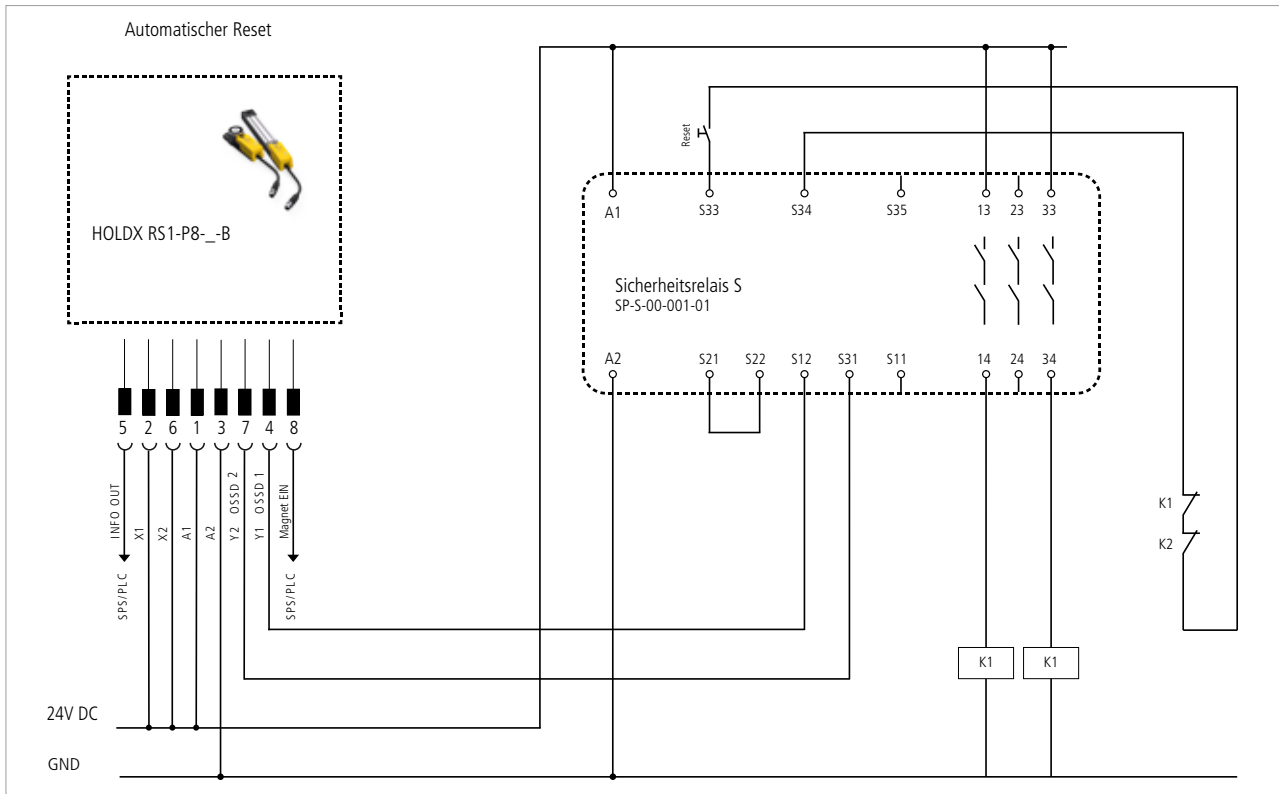 Automatischer Reset
HOLDX RS1-P8-_-B
Reset
A1 S33 S34 S35 13 23 33
Sicherheitsrelais S
SP-S-00-001-01
A2 S21 S22 S12 S31 S11 14 24 34
5 2 6 1 3 7 4 8
INFO OUT
X1
X2
A1
A2
Y2 OSSD 2
Y1 OSSD 1
Magnet EIN
SPS/PLC
SPS/PLC
K1
K2
K1 K1
24V DC
GND